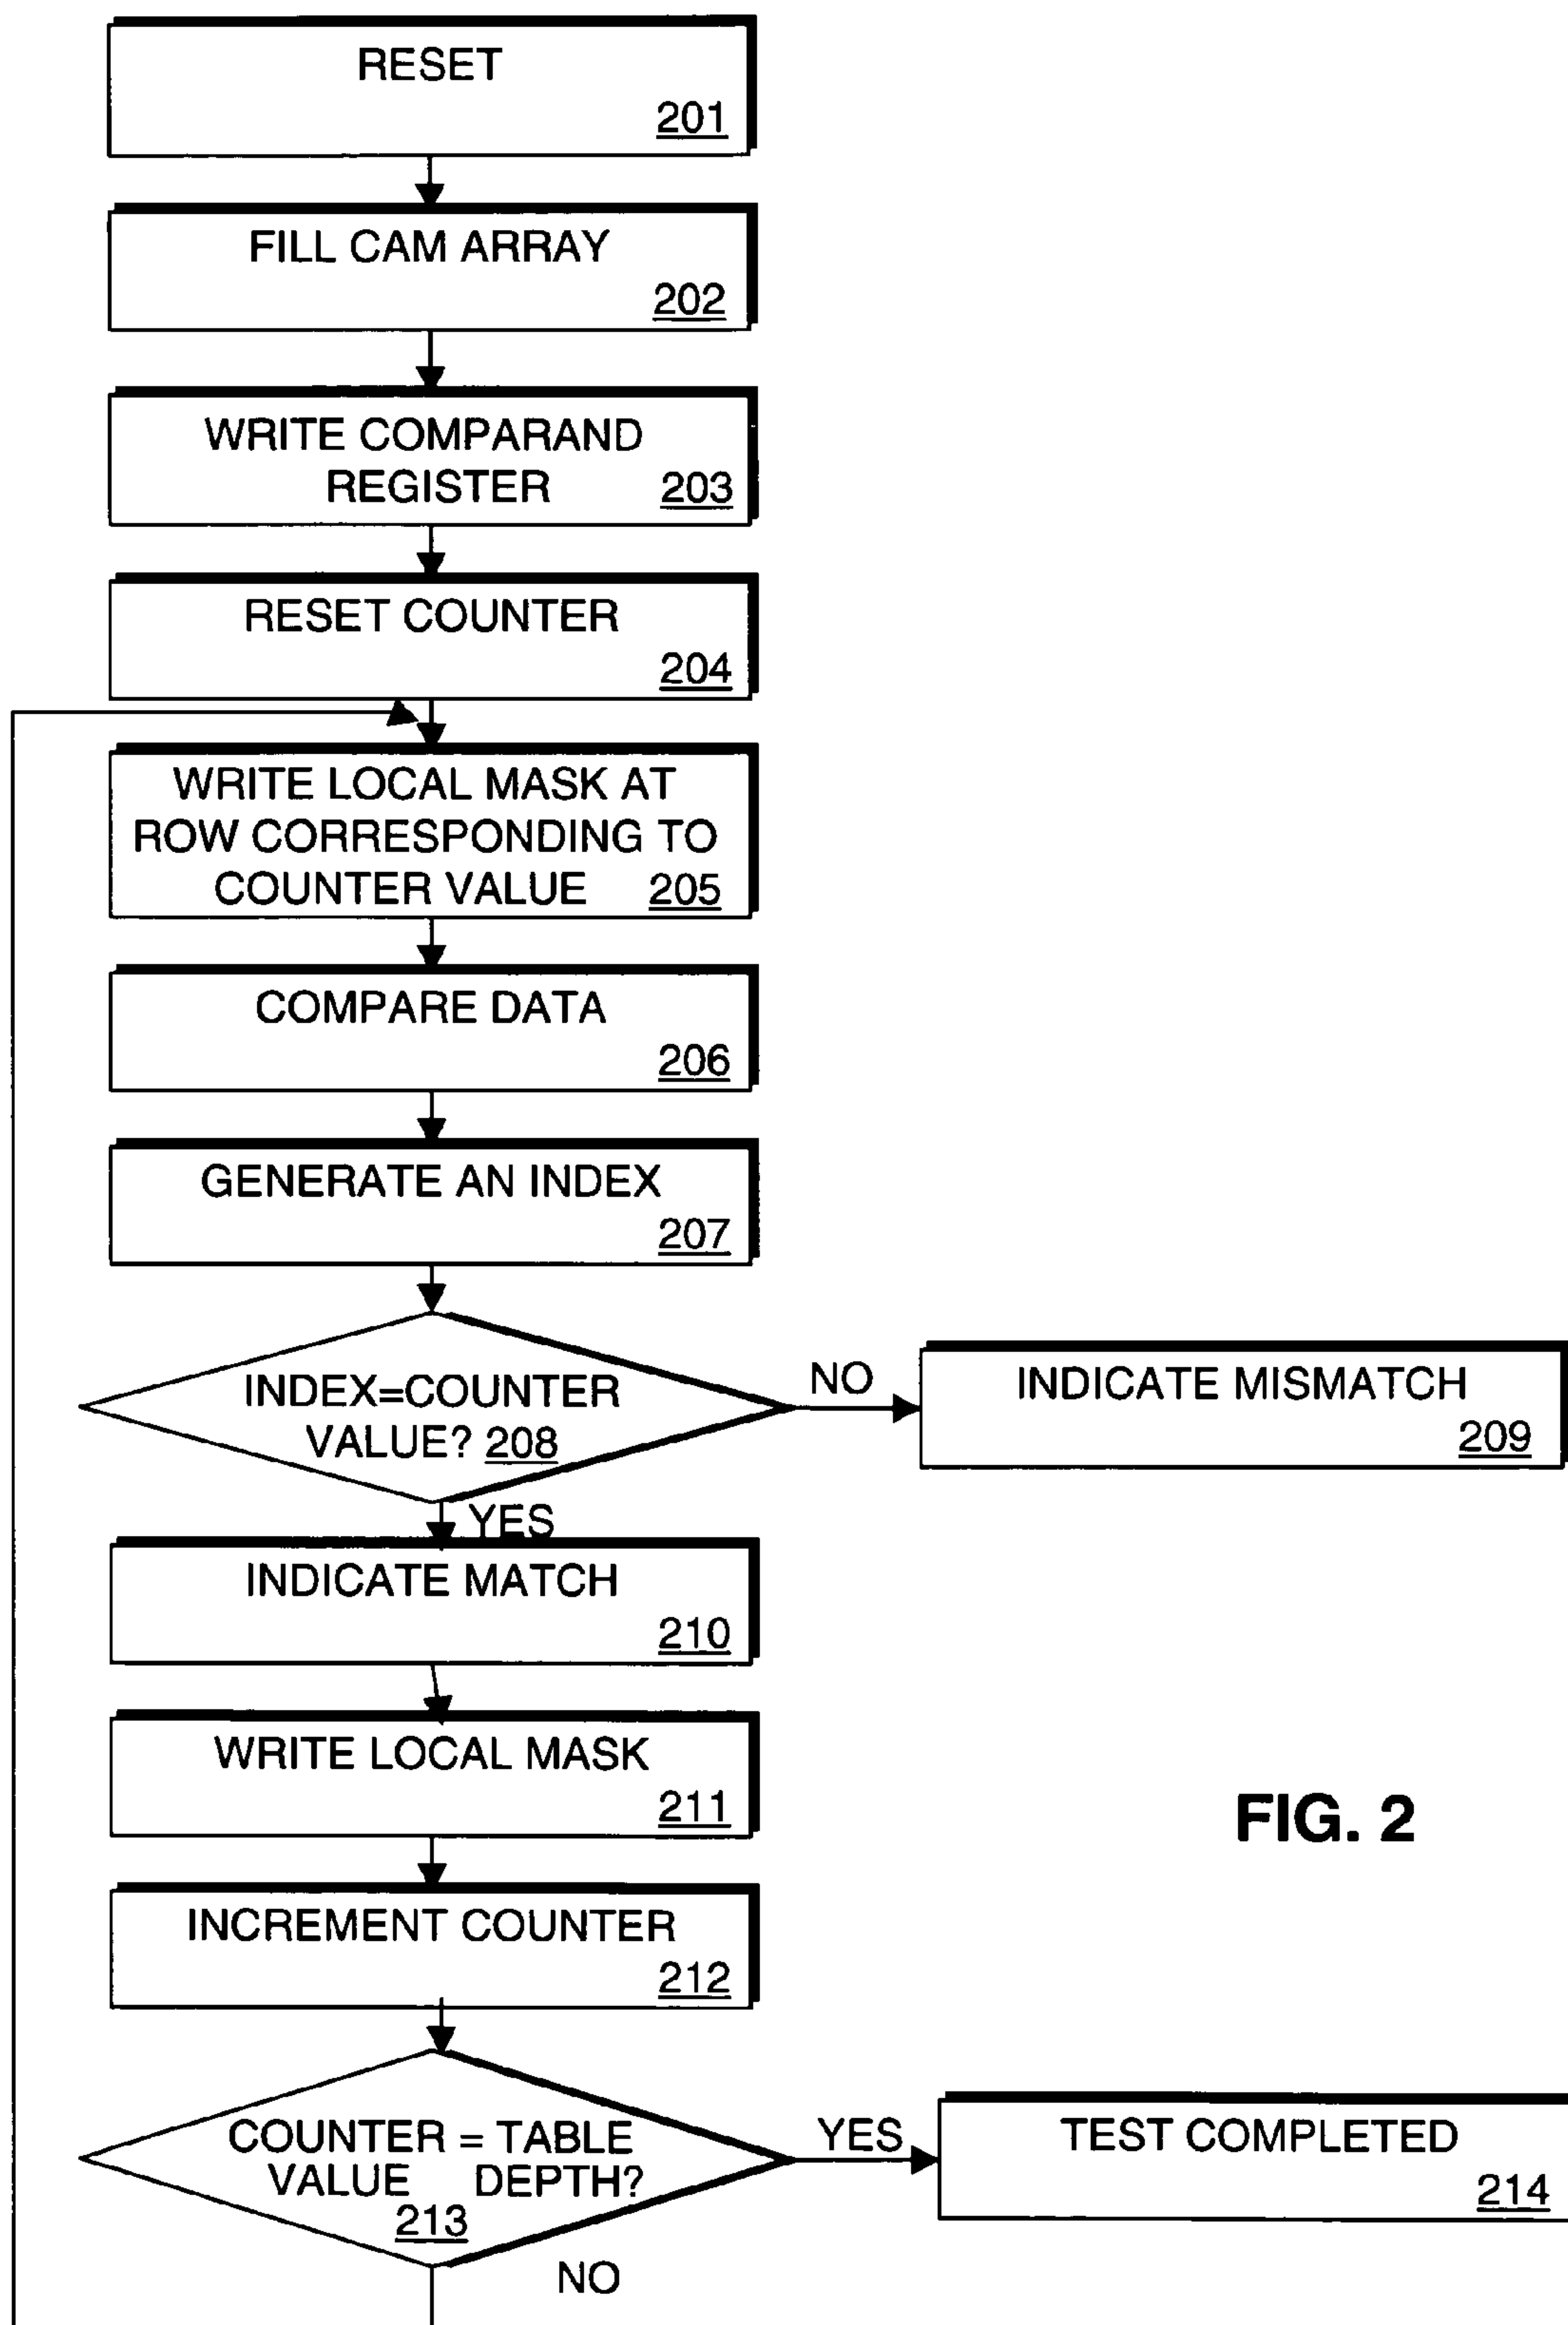 RESET
201
FILL CAM ARRAY
202
WRITE COMPARAND
REGISTER 203
RESET COUNTER
204
WRITE LOCAL MASK AT
ROW CORRESPONDING TO
COUNTER VALUE 205
COMPARE DATA
206
GENERATE AN INDEX
207
INDEX=COUNTER
VALUE? 208
NO
INDICATE MISMATCH
209
YES
INDICATE MATCH
210
WRITE LOCAL MASK
211
FIG. 2
INCREMENT COUNTER
212
COUNTER = TABLE
VALUE DEPTH?
213
YES
TEST COMPLETED
214
NO